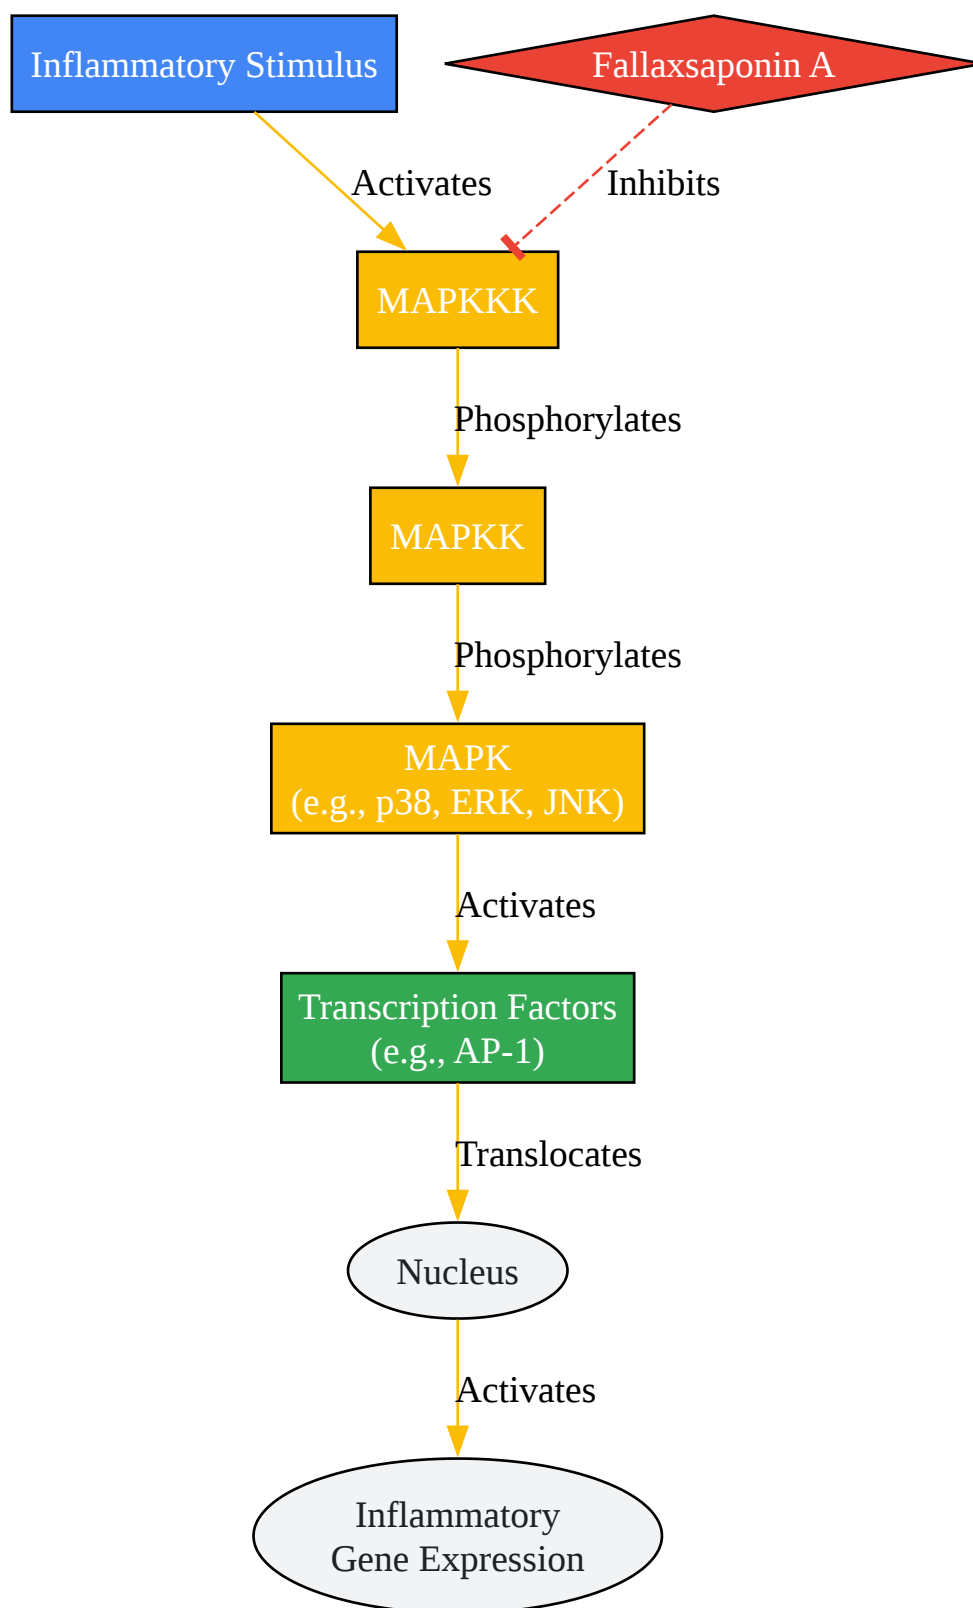 Inflammatory Stimulus
Fallaxsaponin A
Activates
Inhibits
MAPKKK
Phosphorylates
MAPKK
Phosphorylates
MAPK
(e.g., p38, ERK, JNK)
Activates
Transcription Factors
(e.g., AP-1)
Translocates
Nucleus
Activates
Inflammatory
Gene Expression